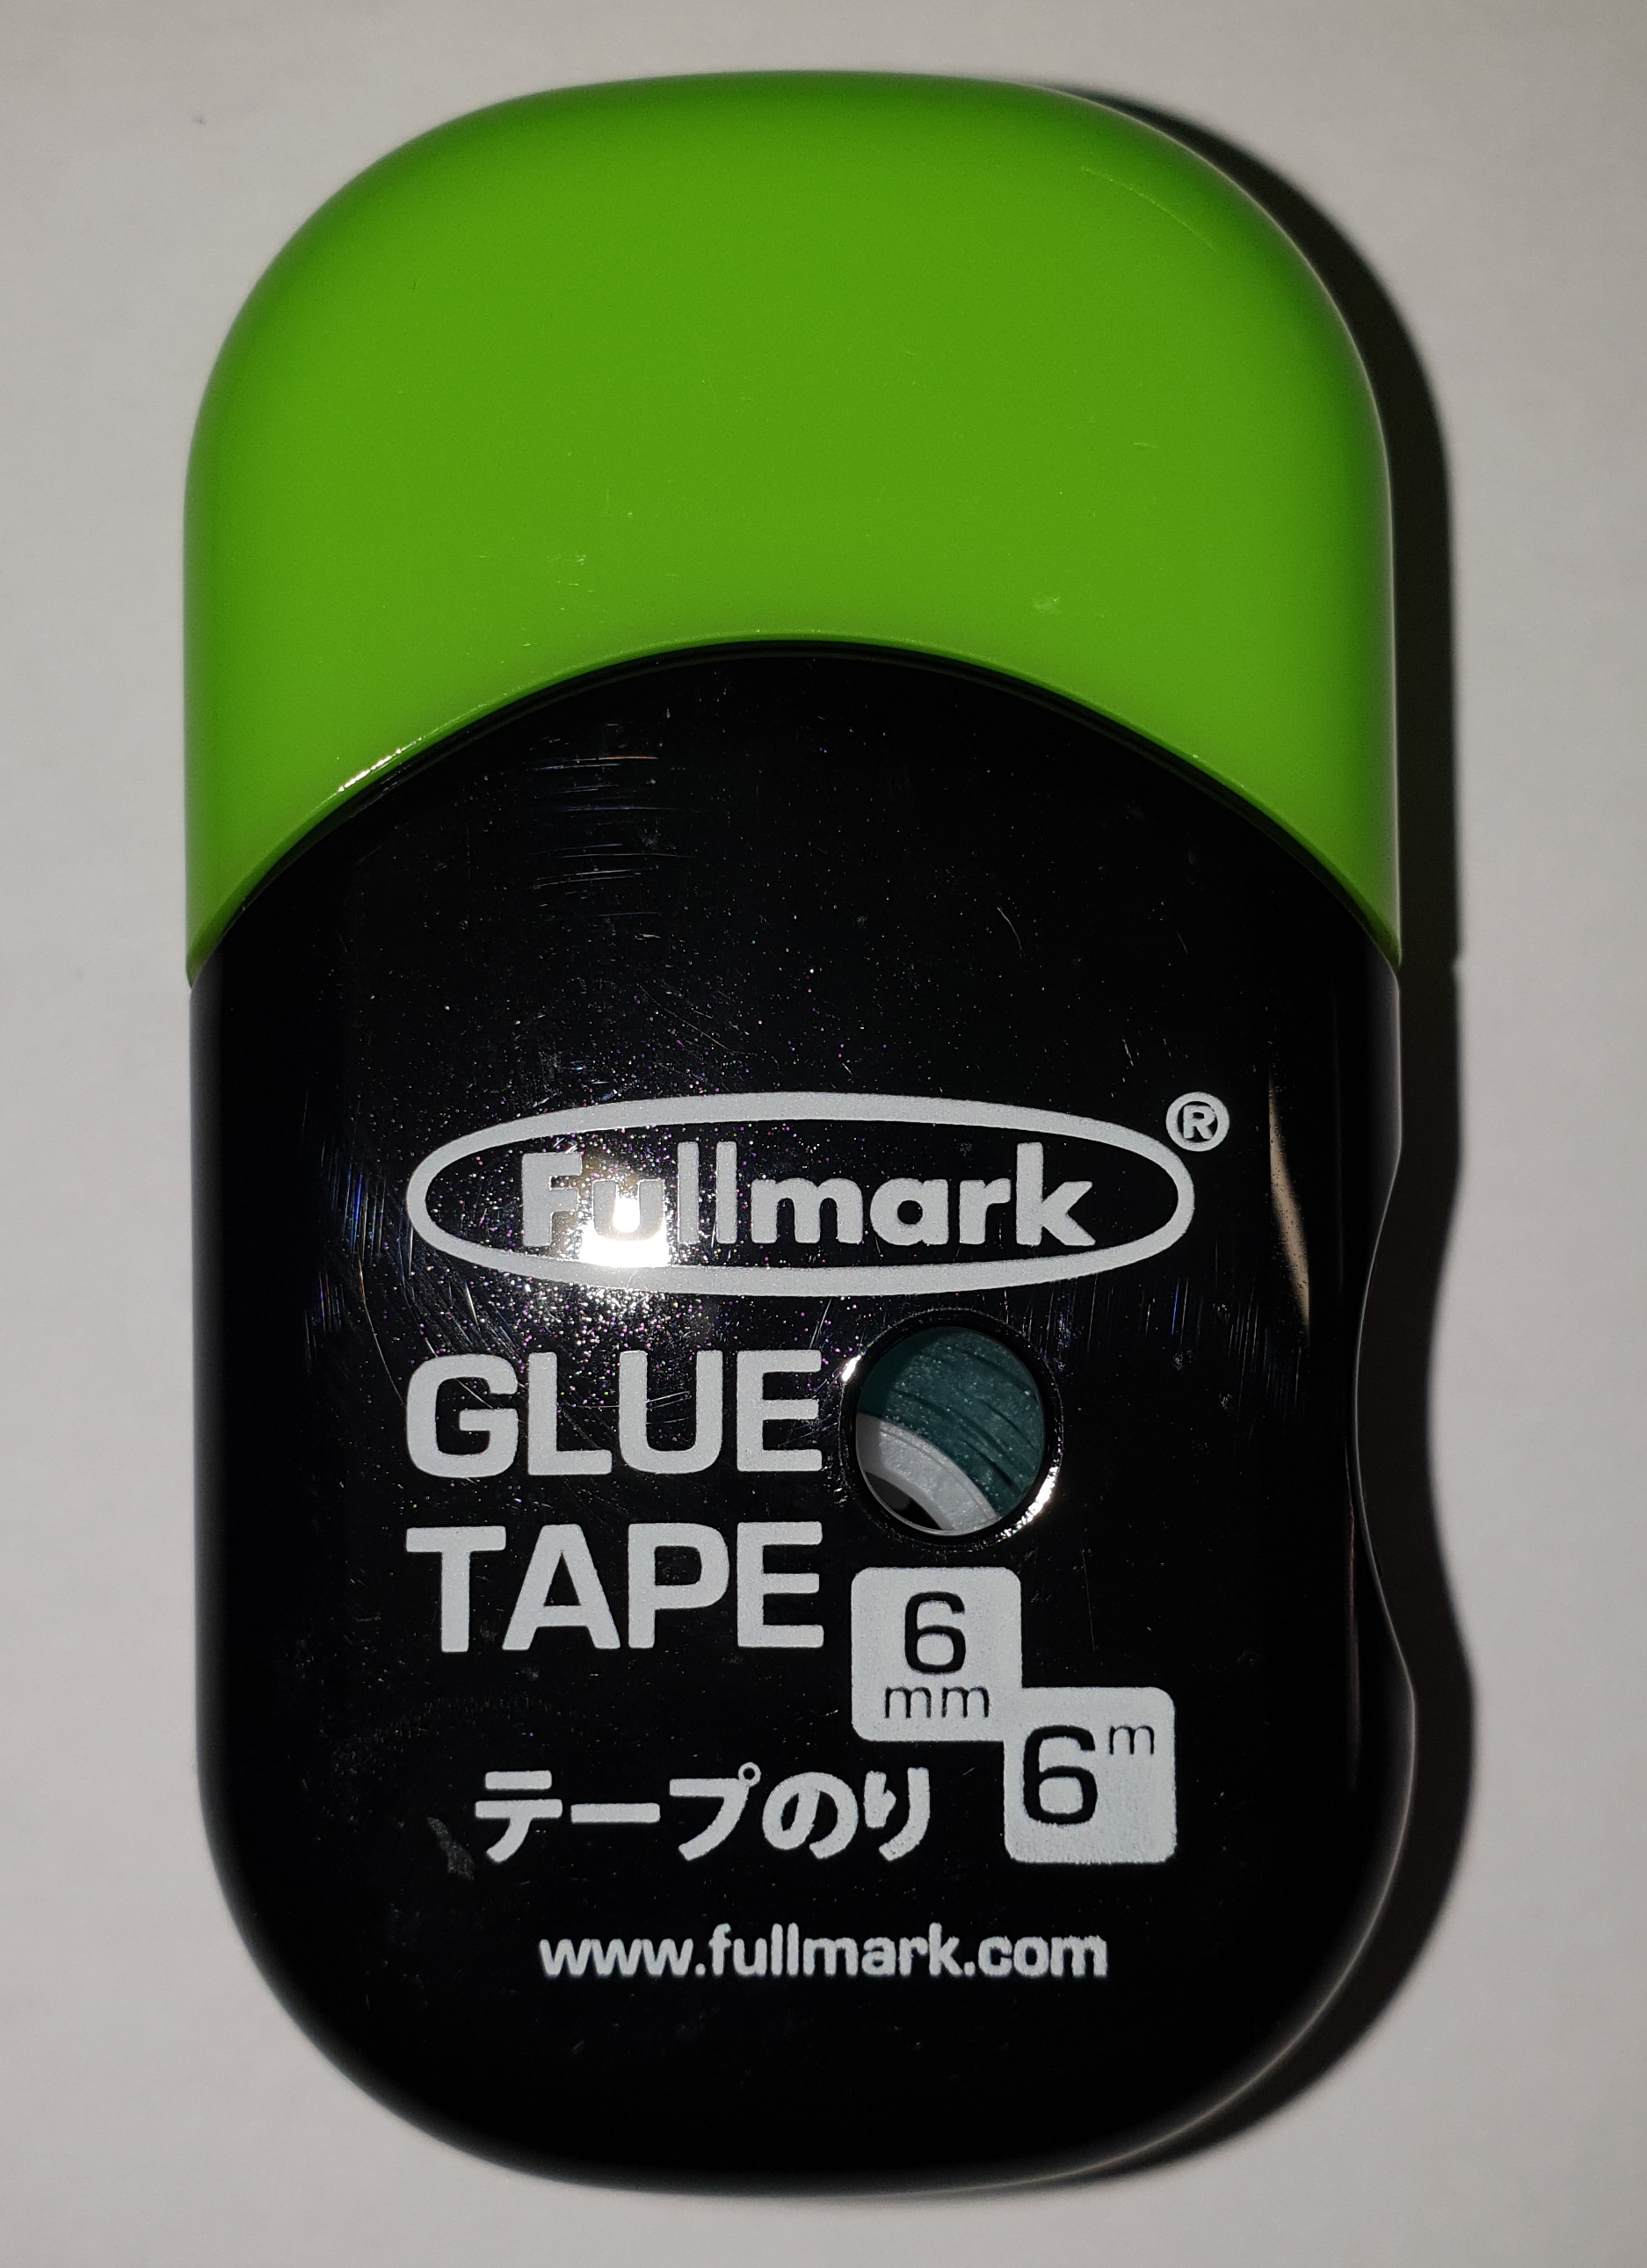 Fullmark®
GLUE
TAPE
6
mm
6m
テープのり
www.fullmark.com